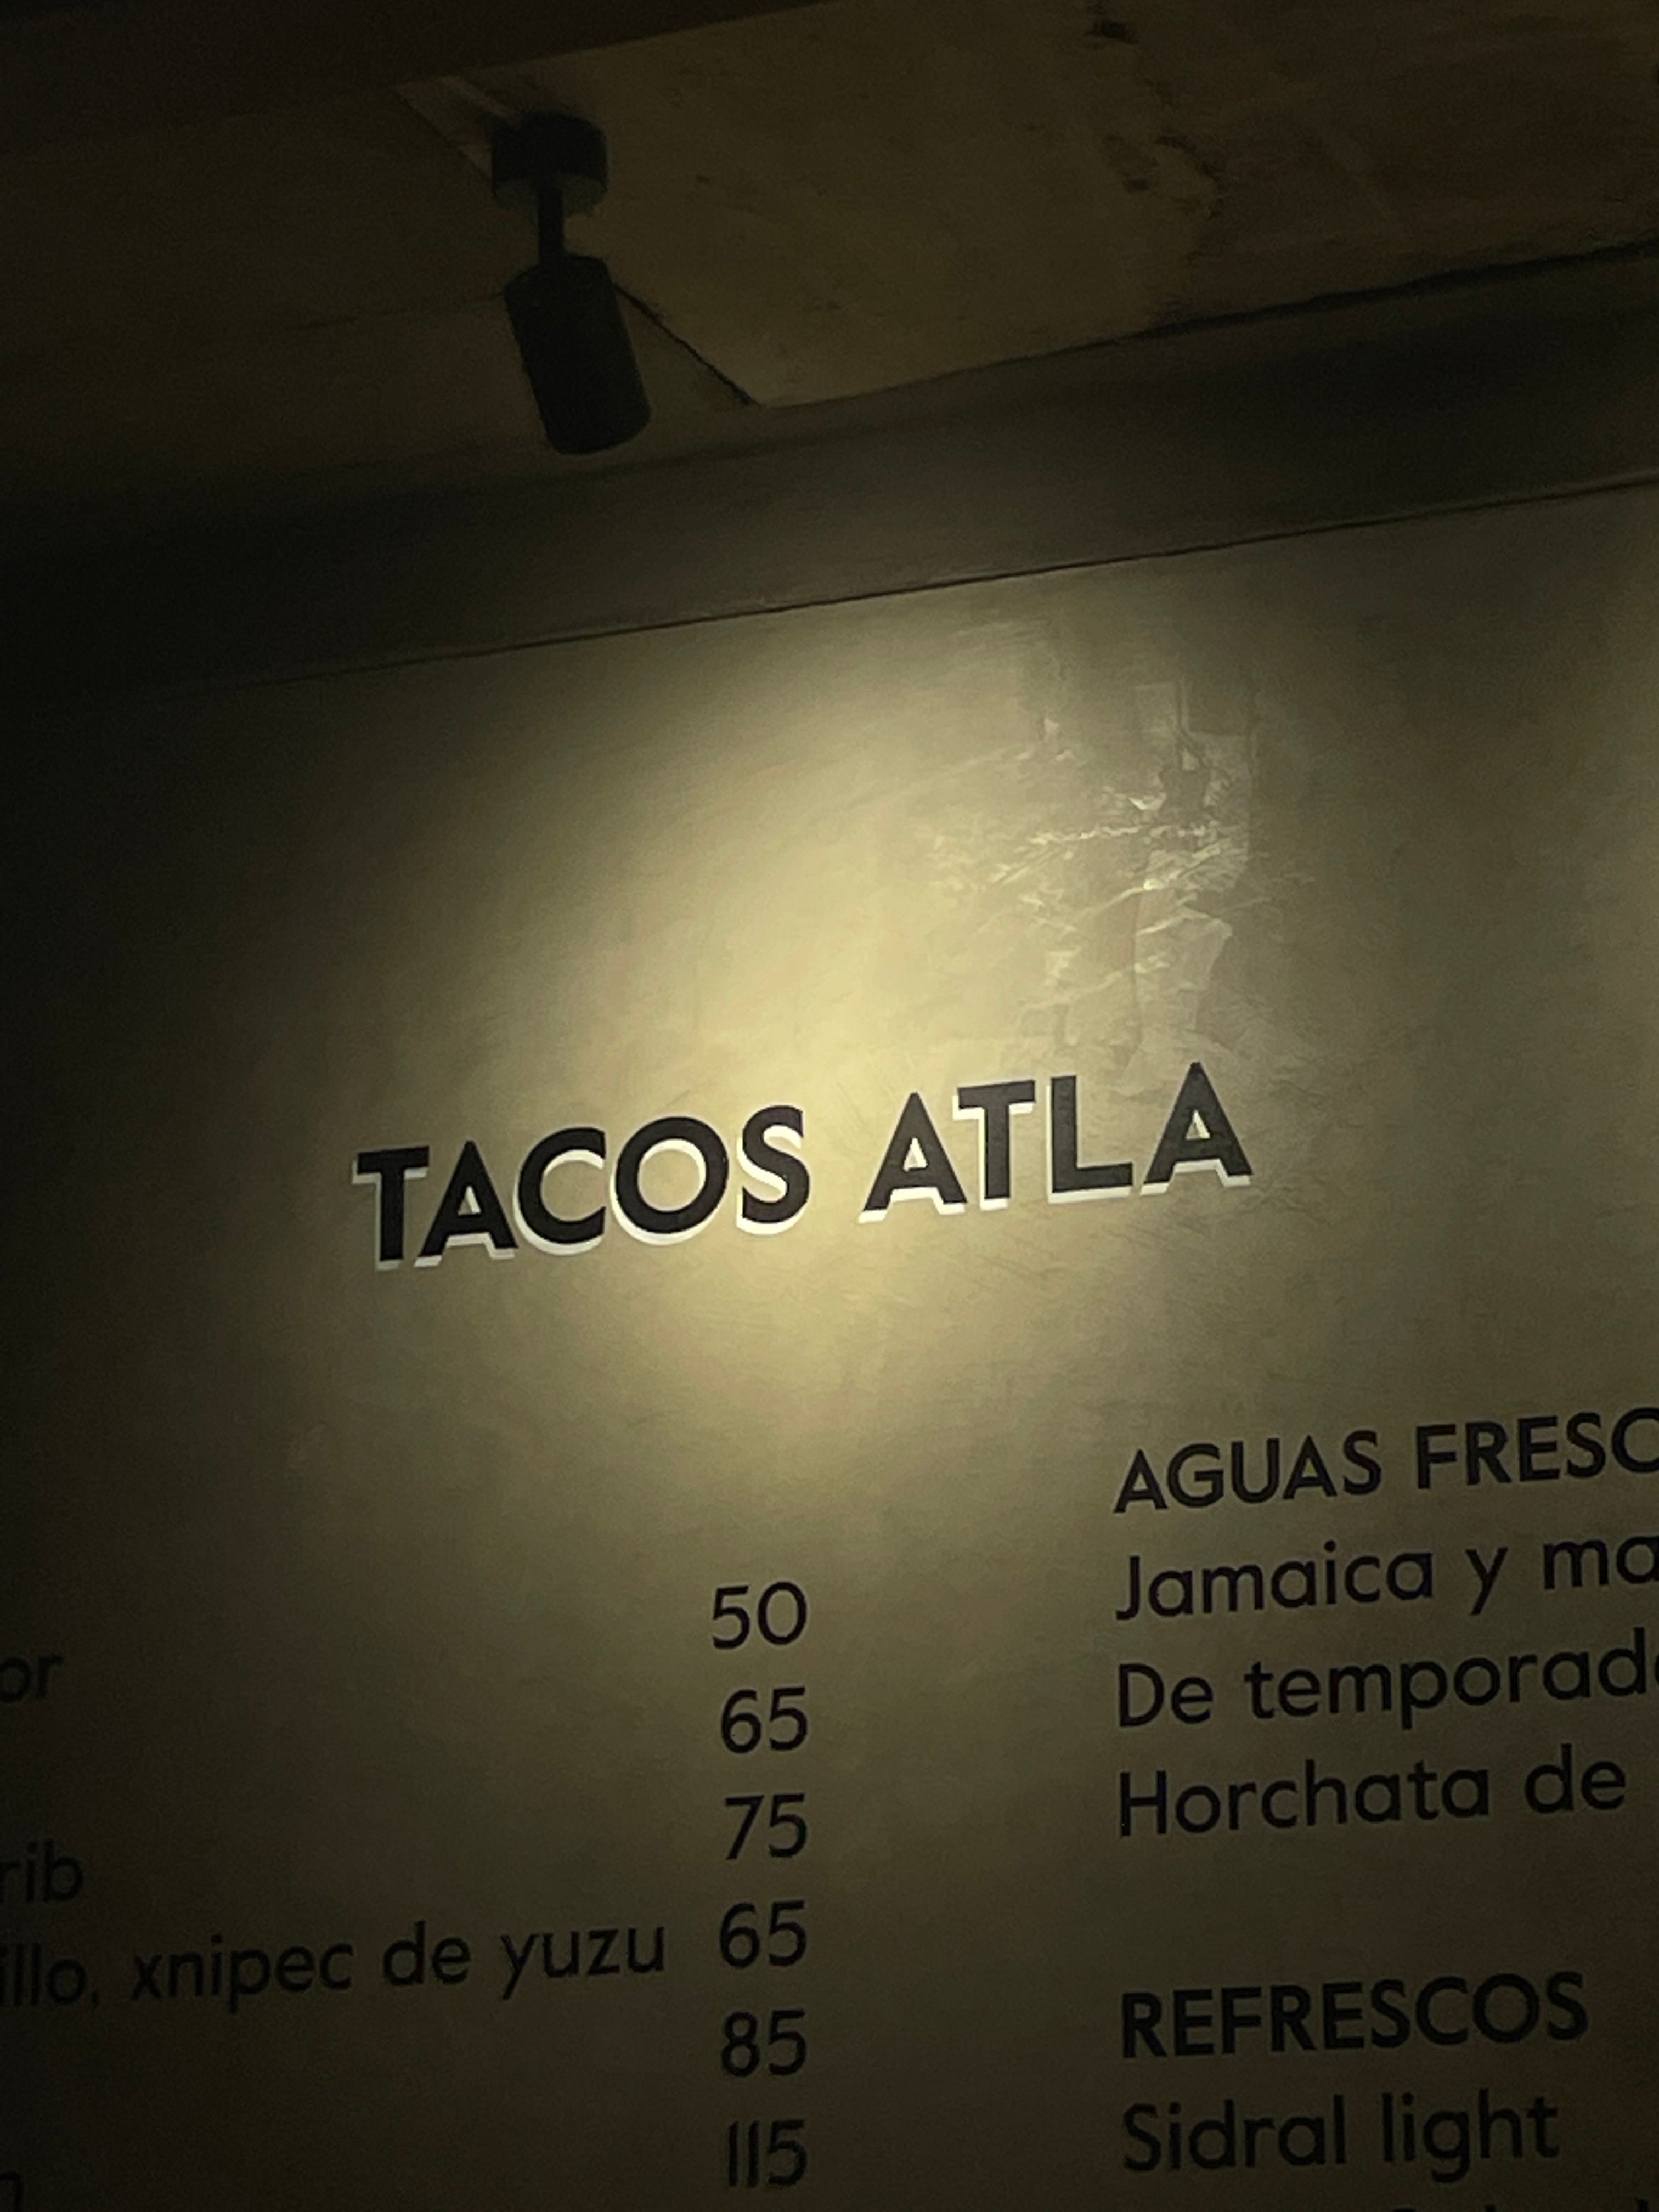 TACOS ATLA
50
or 65
75
rib
illo, xnipec de yuzu 65
85
115
AGUAS FRESC
Jamaica y ma
De temporad
Horchata de
REFRESCOS
Sidral light